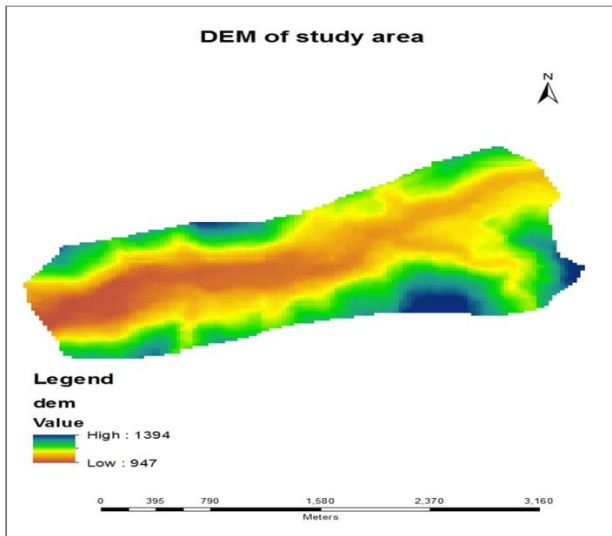 DEM of study area
N
Legend
dem
Value
High : 1394
Low : 947
0 395 790 1,580 2,370 3,160
Meters